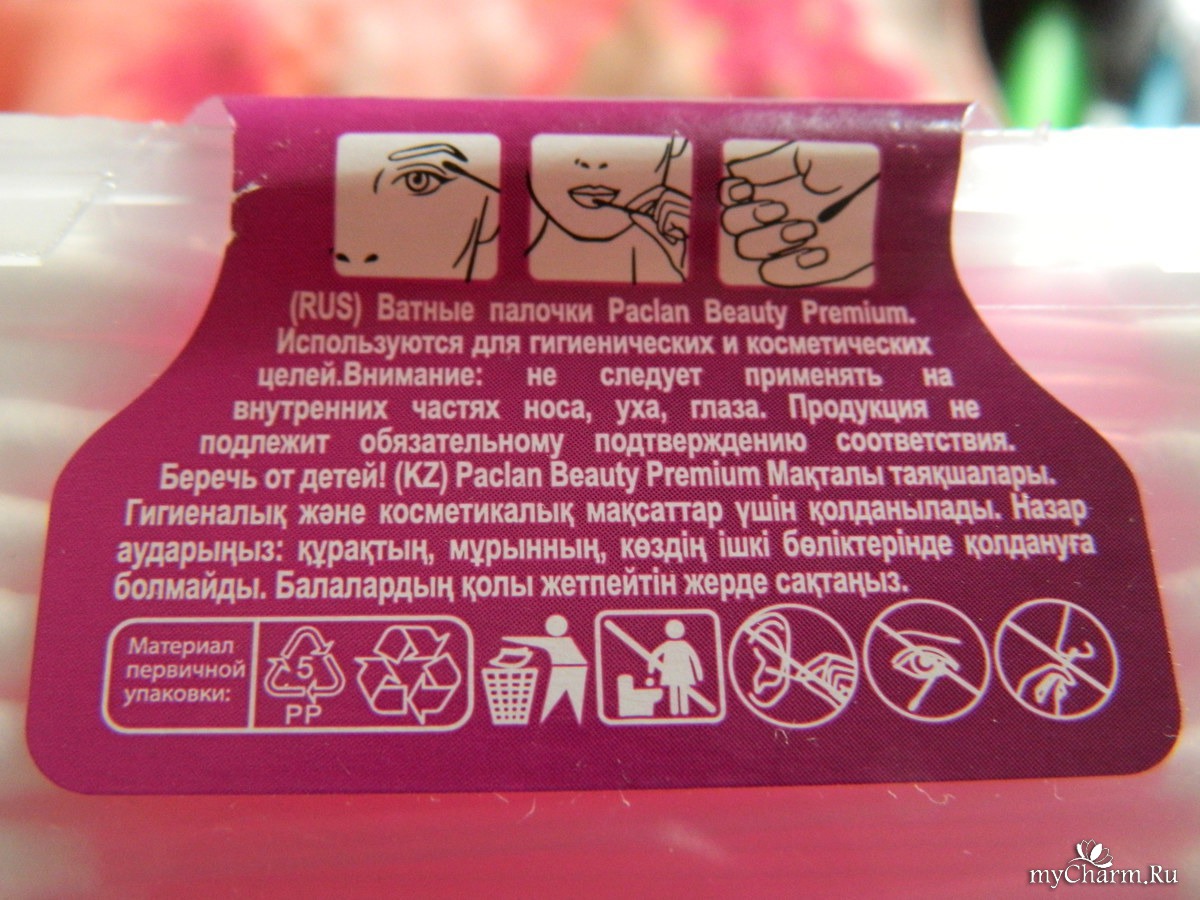 (RUS) Ватные палочки Paclan Beauty Premium.
Используются для гигиенических и косметических
целей.Внимание: не следует применять на
внутренних частях носа, уха, глаза. Продукция не
подлежит обязательному подтверждению соответствия.
Беречь от детей! (KZ) Paclan Beauty Premium Мақталы таяқшалары.
Гигиеналық және косметикалық мақсаттар үшін қолданылады. Назар
аударыңыз: құрақтың, мұрынның, көздің ішкі бөліктерінде қолдануға
болмайды. Балалардың қолы жетпейтін жерде сақтаңыз.
Материал
первичной
упаковки:
5
PP
myCharm.Ru